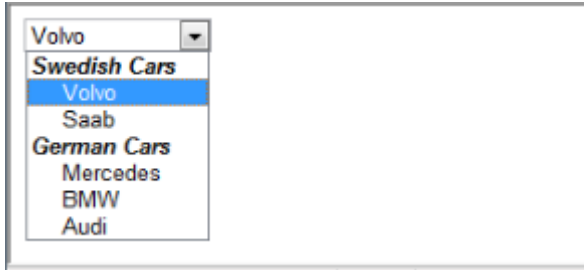 Volvo
Swedish Cars
Volvo
Saab
German Cars
Mercedes
BMW
Audi